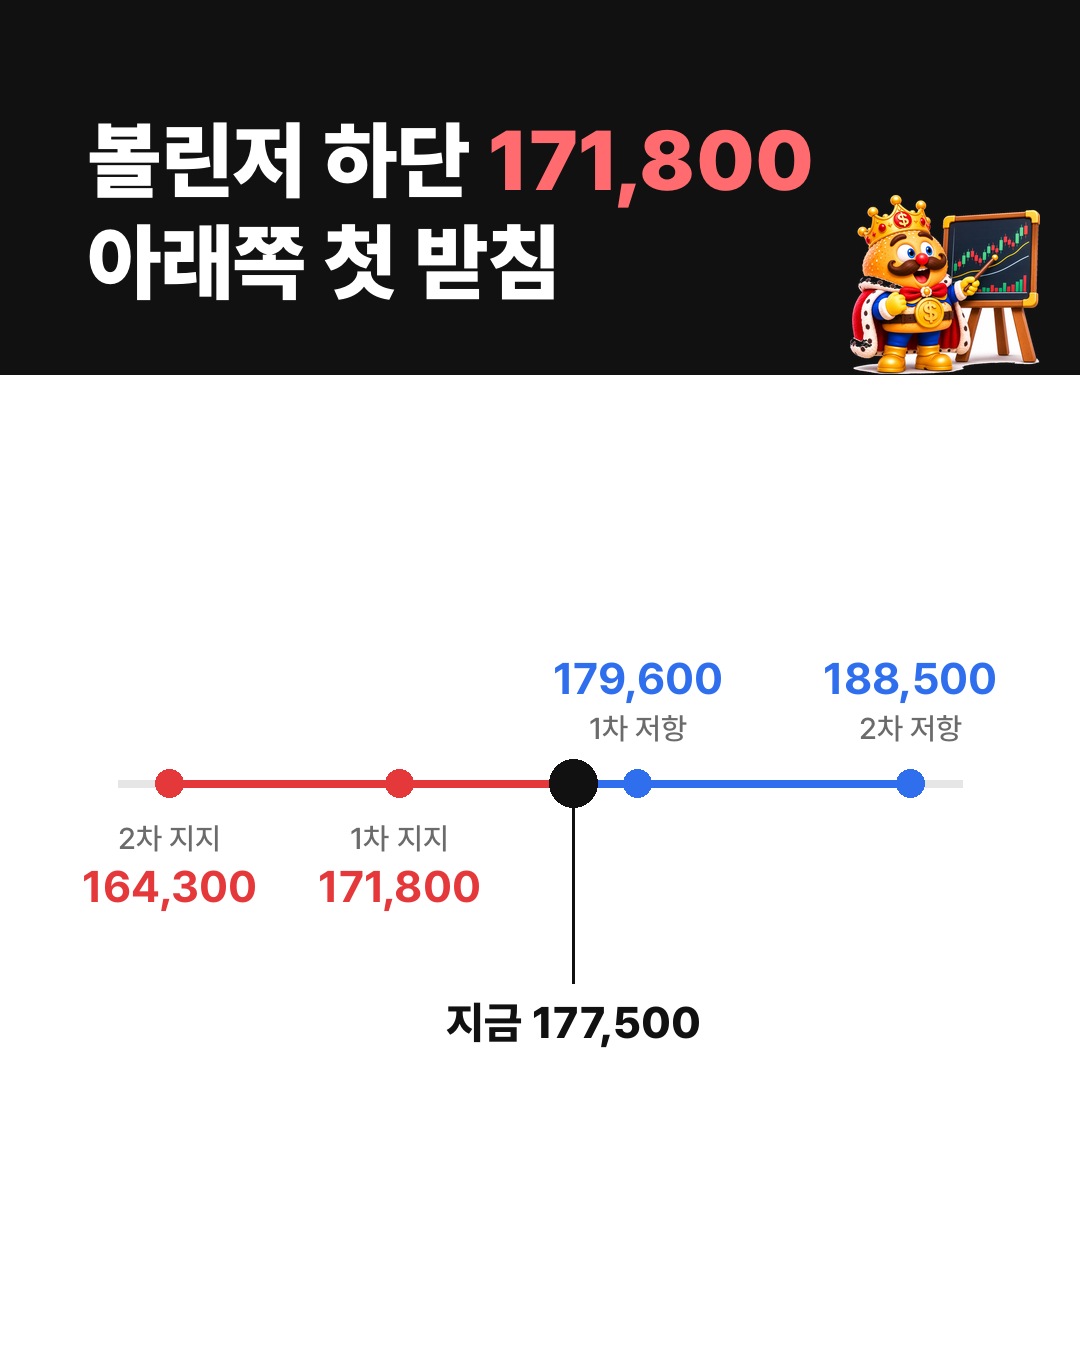 볼린저 하단 171,800
아래쪽 첫 받침
179,600
1차 저항
188,500
2차 저항
2차 지지
164,300
1차 지지
171,800
지금 177,500